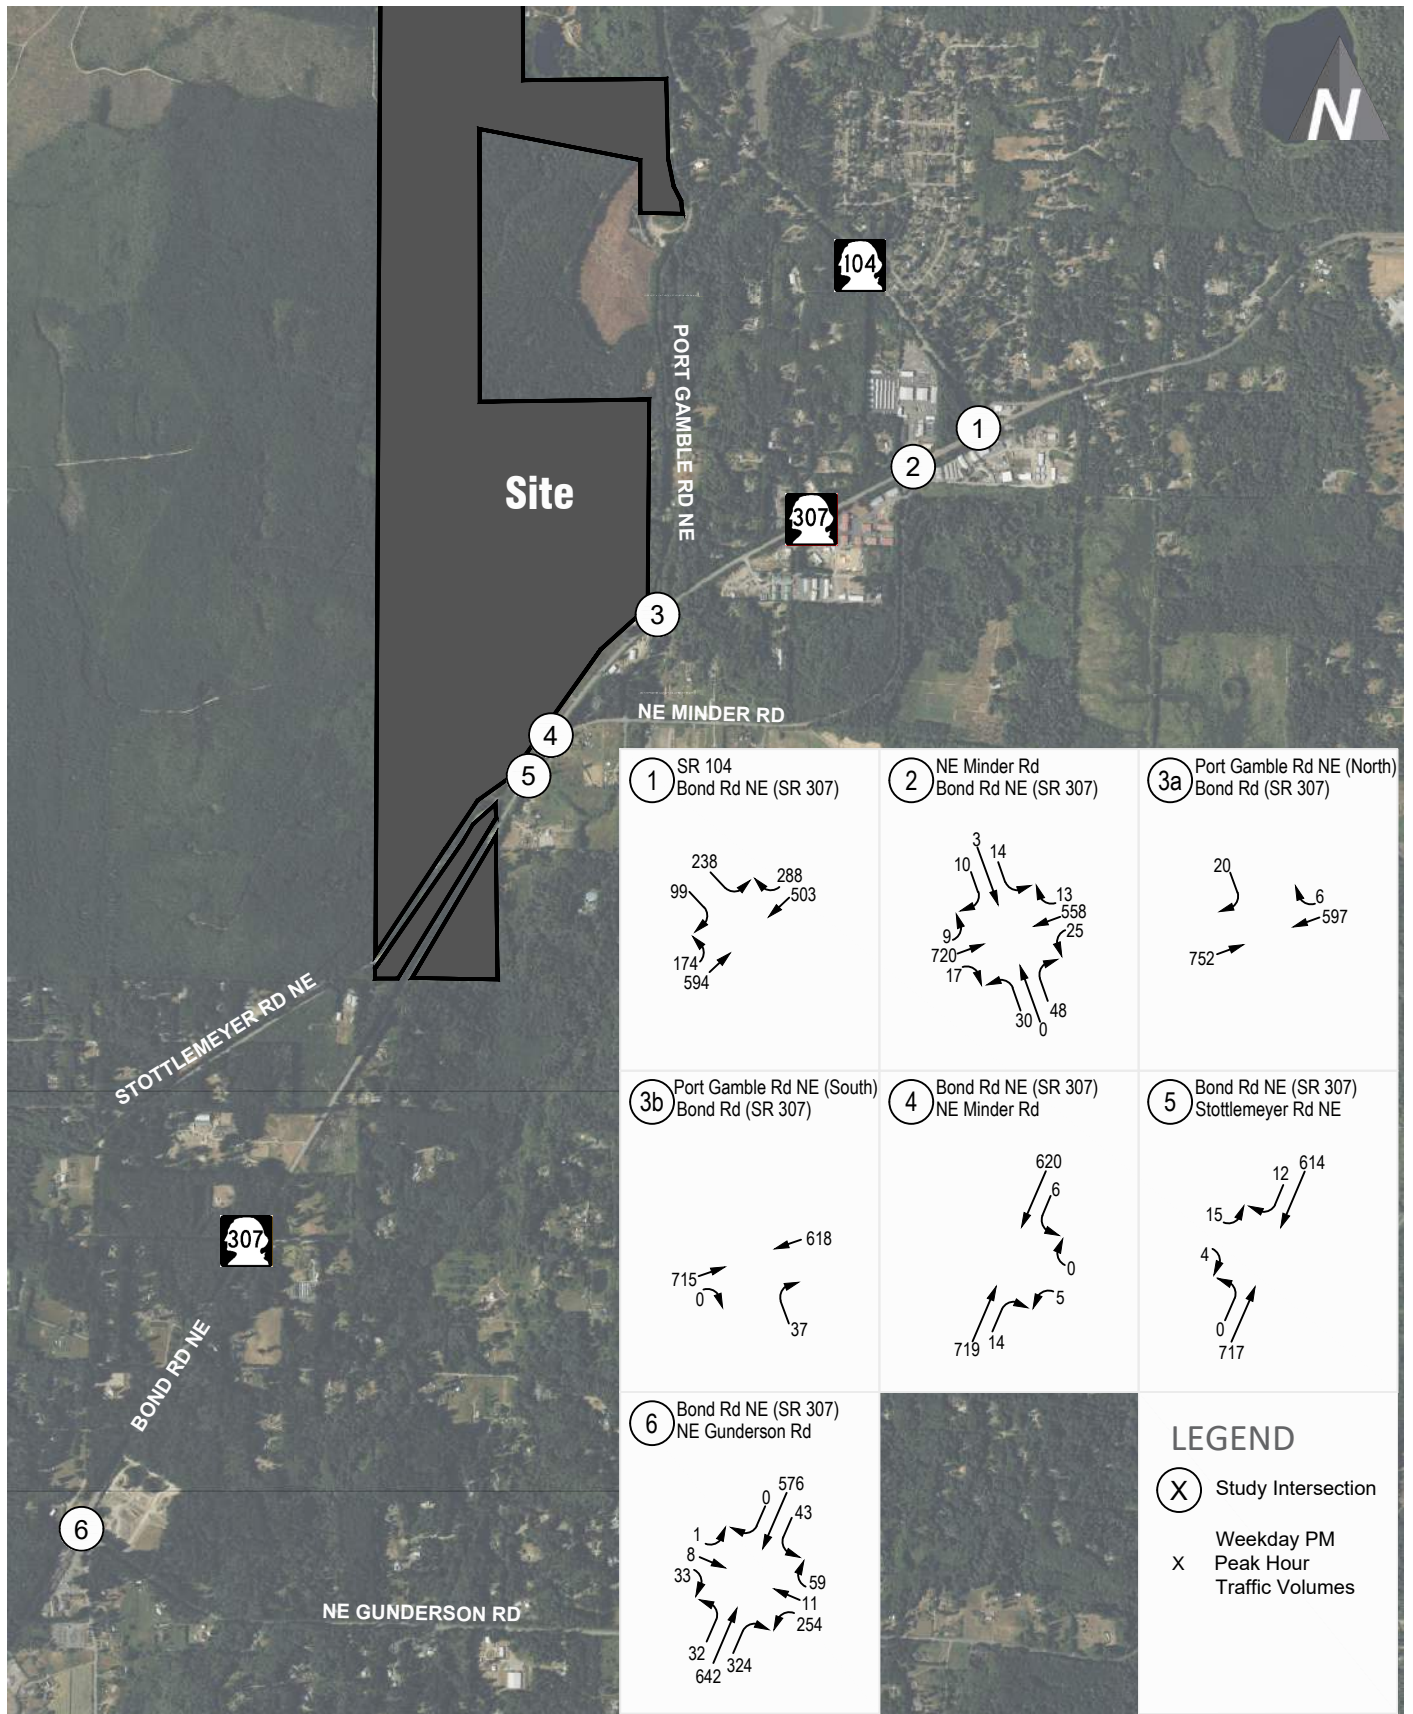 N
104
PORT GAMBLE RD NE
1
2
Site
307
3
NE MINDER RD
4
5
STOTTLEMEYER RD NE
307
BOND RD NE
6
NE GUNDERSON RD
1
SR 104
Bond Rd NE (SR 307)
238
288
99
503
174
594
2
NE Minder Rd
Bond Rd NE (SR 307)
3
14
10
13
558
25
9
720
17
48
30
0
3a
Port Gamble Rd NE (North)
Bond Rd (SR 307)
20
6
597
752
3b
Port Gamble Rd NE (South)
Bond Rd (SR 307)
618
715
0
37
4
Bond Rd NE (SR 307)
NE Minder Rd
620
6
0
5
719
14
5
Bond Rd NE (SR 307)
Stottlemeyer Rd NE
12
614
15
4
0
717
6
Bond Rd NE (SR 307)
NE Gunderson Rd
576
0
43
1
8
33
59
11
254
32
642
324
LEGEND
X Study Intersection
Weekday PM
X Peak Hour
Traffic Volumes